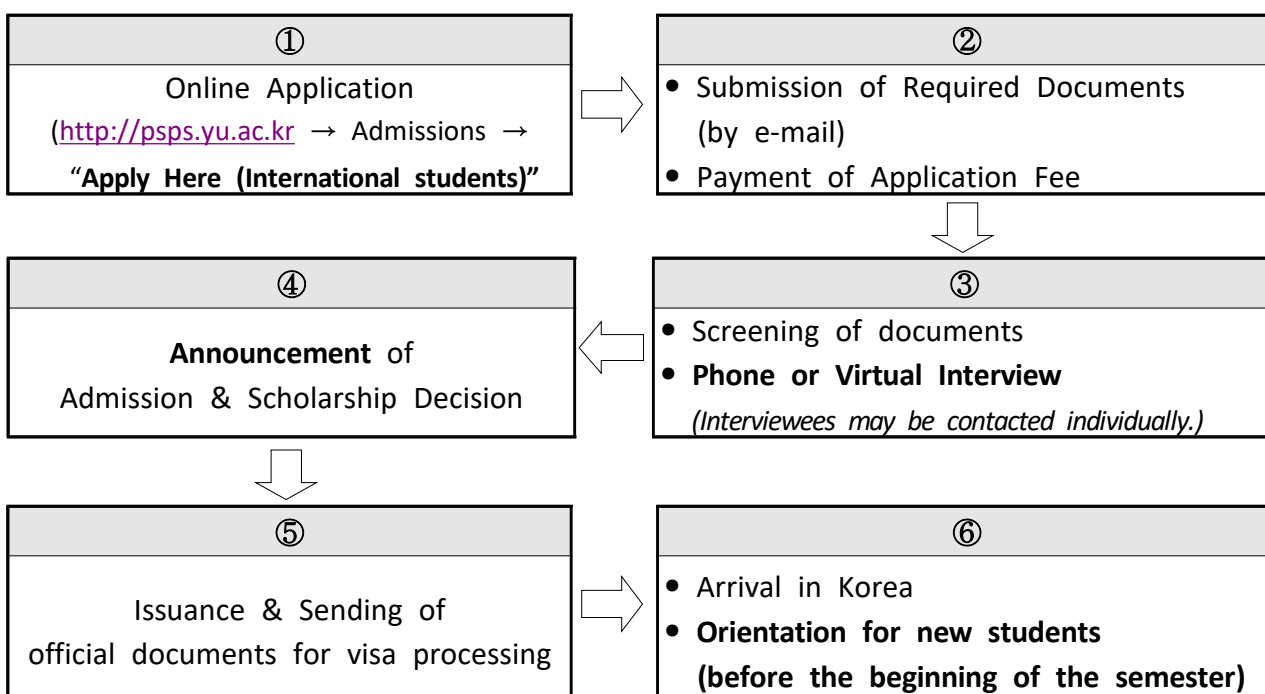 ①
Online Application
(http://psps.yu.ac.kr → Admissions →
“Apply Here (International students)”
②
• Submission of Required Documents
(by e-mail)
• Payment of Application Fee
③
• Screening of documents
• Phone or Virtual Interview
(Interviewees may be contacted individually.)
④
Announcement of
Admission & Scholarship Decision
⑤
Issuance & Sending of
official documents for visa processing
⑥
• Arrival in Korea
• Orientation for new students
(before the beginning of the semester)